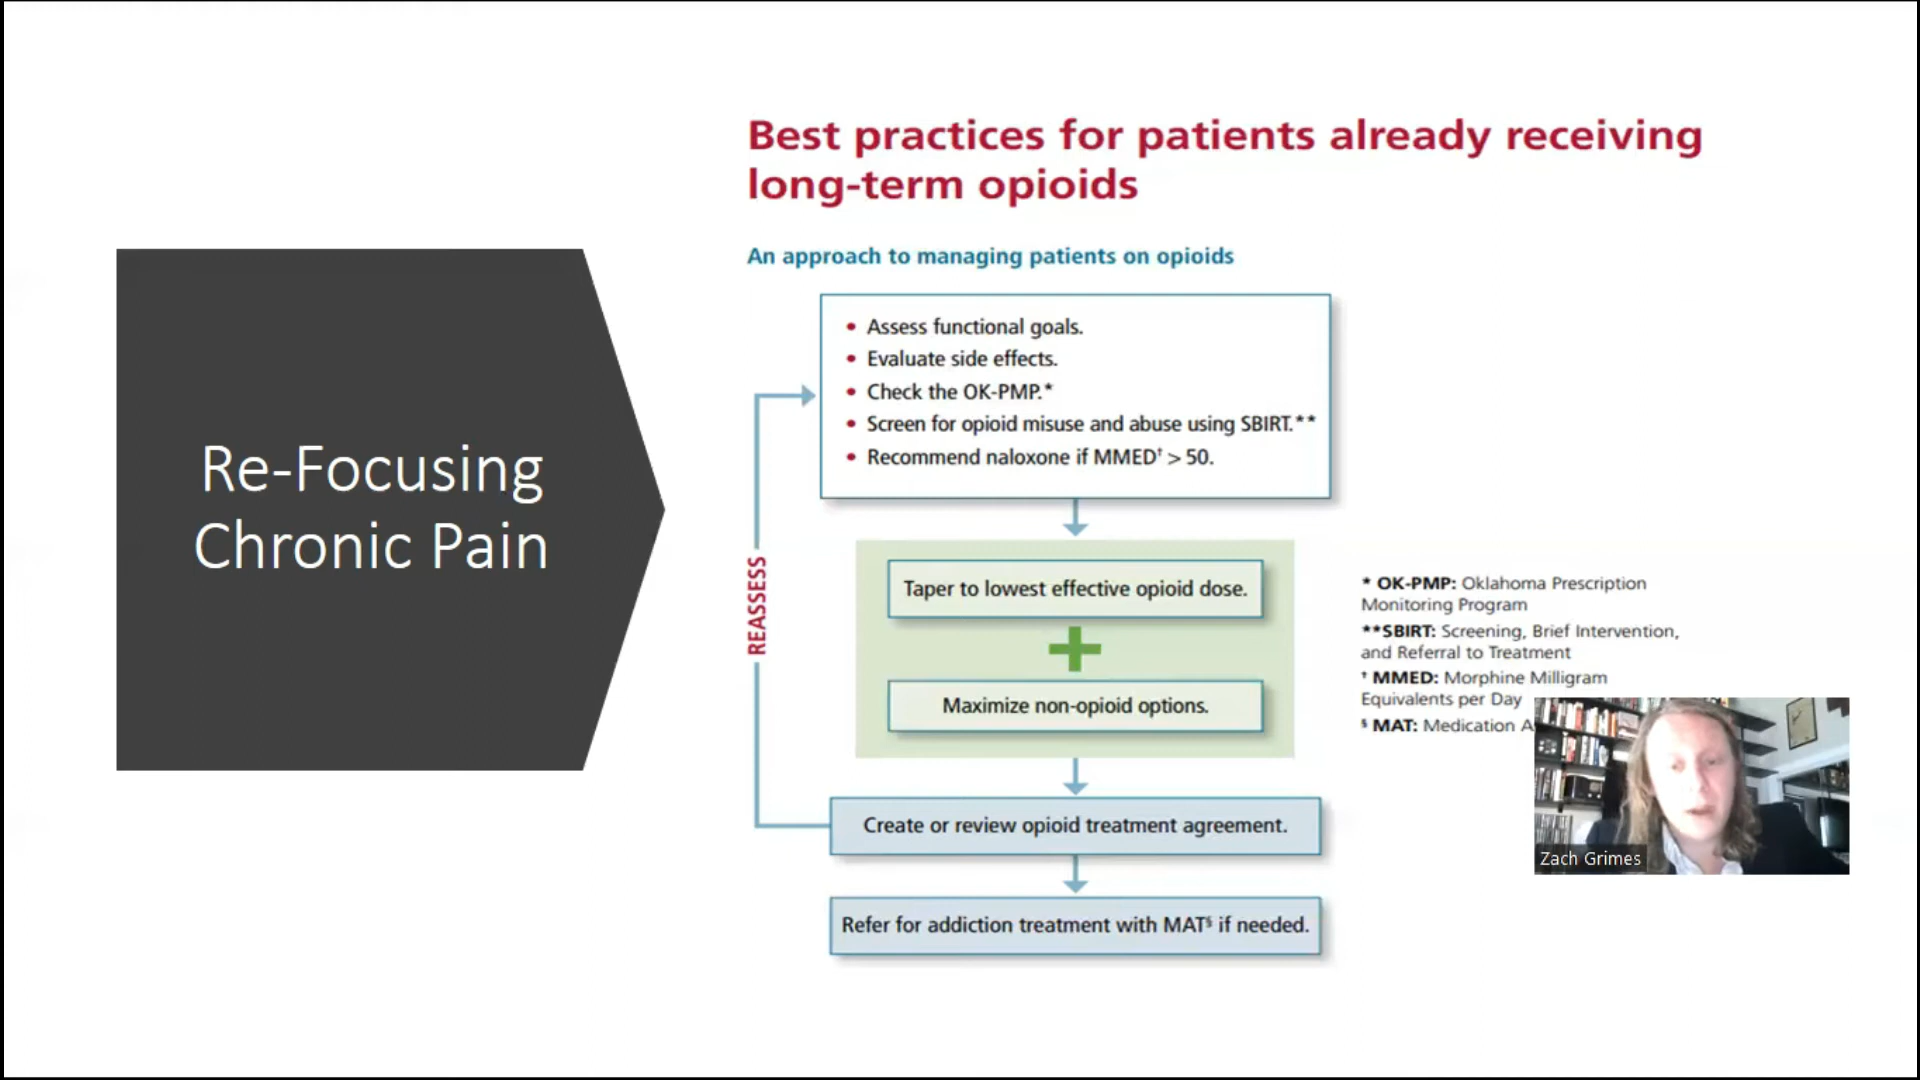 Re-Focusing
Chronic Pain
Best practices for patients already receiving
long-term opioids
An approach to managing patients on opioids
• Assess functional goals.
• Evaluate side effects.
• Check the OK-PMP.*
• Screen for opioid misuse and abuse using SBIRT.**
• Recommend naloxone if MMED† > 50.
REASSESS
Taper to lowest effective opioid dose.
+
Maximize non-opioid options.
Create or review opioid treatment agreement.
Refer for addiction treatment with MAT§ if needed.
* OK-PMP: Oklahoma Prescription
Monitoring Program
**SBIRT: Screening, Brief Intervention,
and Referral to Treatment
† MMED: Morphine Milligram
Equivalents per Day
§ MAT: Medication
Zach Grimes